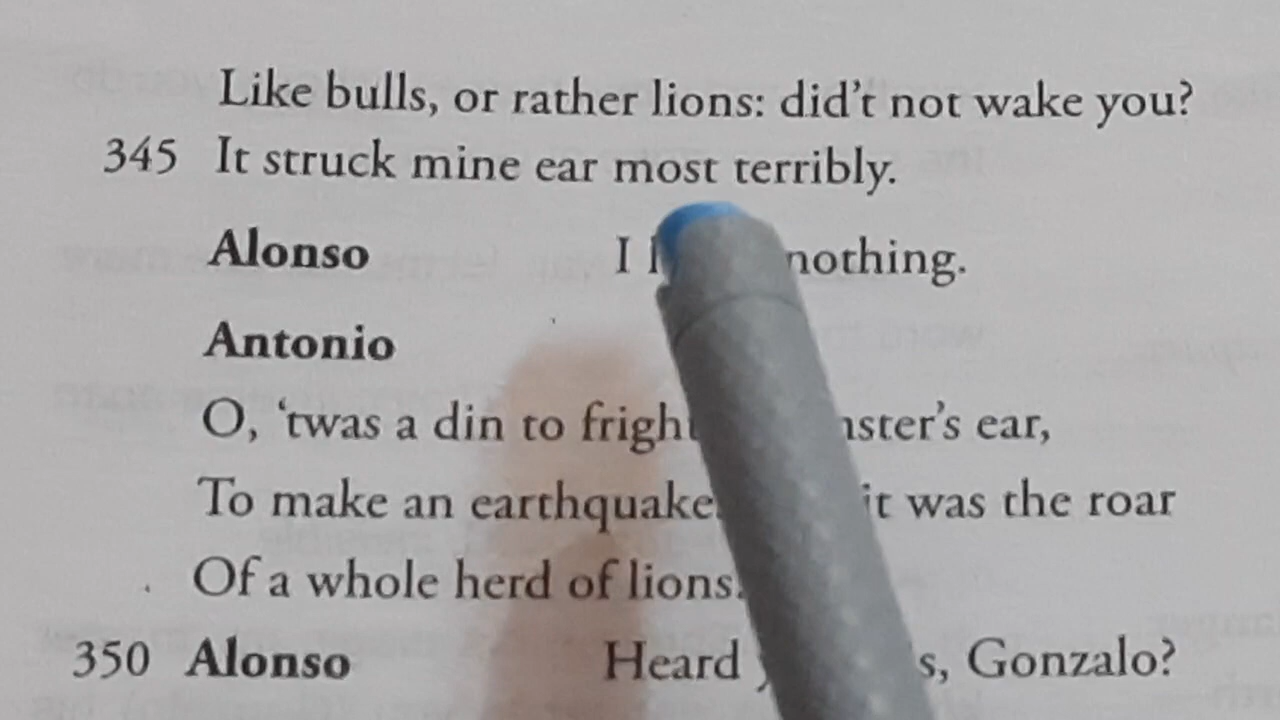 Like bulls, or rather lions: did't not wake you?
345 It struck mine ear most terribly.
Alonso I nothing.
Antonio
O, 'twas a din to fright ear,
To make an earthquake it was the roar
Of a whole herd of lions.
350 Alonso Heard Gonzalo?